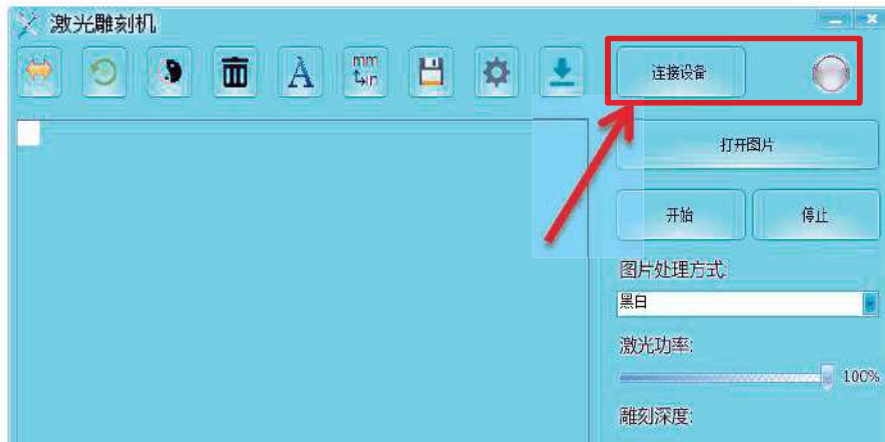 激光雕刻机
A
mm
in
连接设备
打开图片
开始
停止
图片处理方式:
黑白
激光功率:
100%
雕刻深度: